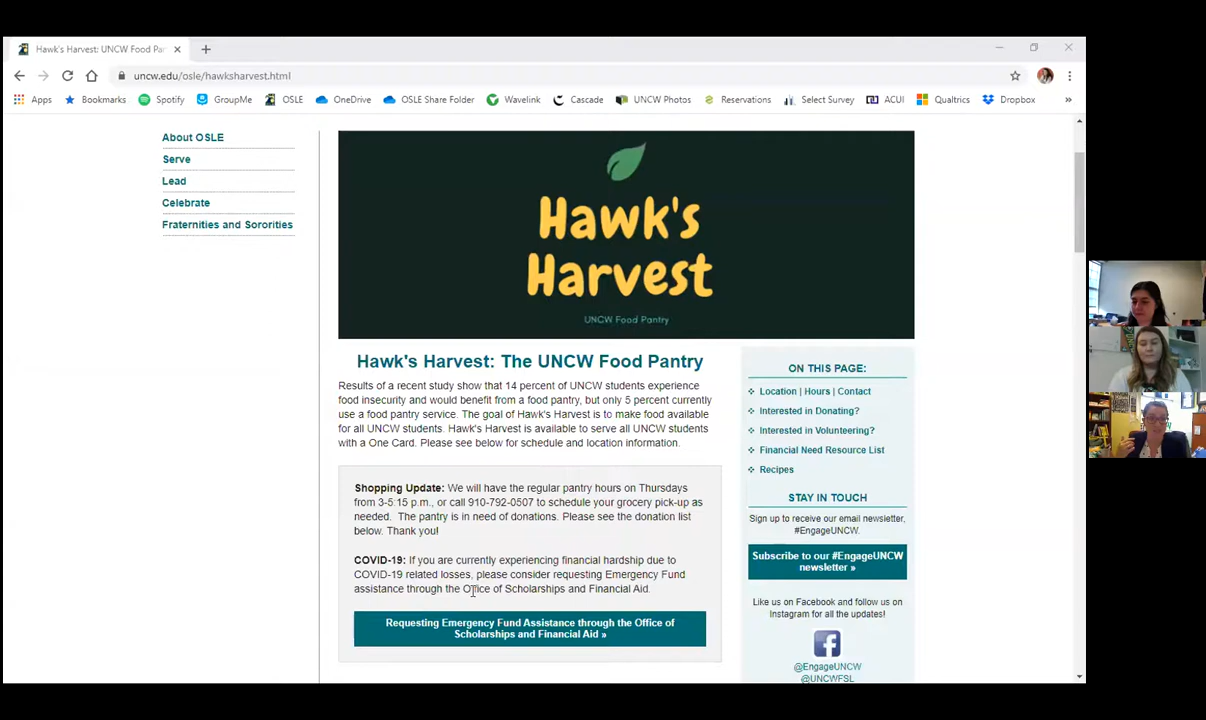 Hawk's Harvest: UNCW Food Pan
uncw.edu/osle/hawksharvest.html
Apps Bookmarks Spotify GroupMe OSLE OneDrive OSLE Share Folder Wavelink Cascade UNCW Photos Reservations Select Survey ACUI Qualtrics Dropbox »
About OSLE
Serve
Lead
Celebrate
Fraternities and Sororities
Hawk's
Harvest
UNCW Food Pantry
Hawk's Harvest: The UNCW Food Pantry
Results of a recent study show that 14 percent of UNCW students experience
food insecurity and would benefit from a food pantry, but only 5 percent currently
use a food pantry service. The goal of Hawk's Harvest is to make food available
for all UNCW students. Hawk's Harvest is available to serve all UNCW students
with a One Card. Please see below for schedule and location information.
Shopping Update: We will have the regular pantry hours on Thursdays
from 3-5:15 p.m., or call 910-792-0507 to schedule your grocery pick-up as
needed. The pantry is in need of donations. Please see the donation list
below. Thank you!
COVID-19: If you are currently experiencing financial hardship due to
COVID-19 related losses, please consider requesting Emergency Fund
assistance through the Office of Scholarships and Financial Aid.
Requesting Emergency Fund Assistance through the Office of
Scholarships and Financial Aid »
ON THIS PAGE:
Location | Hours | Contact
Interested in Donating?
Interested in Volunteering?
Financial Need Resource List
Recipes
STAY IN TOUCH
Sign up to receive our email newsletter,
#EngageUNCW.
Subscribe to our #EngageUNCW
newsletter »
Like us on Facebook and follow us on
Instagram for all the updates!
@EngageUNCW
@UNCWFSL